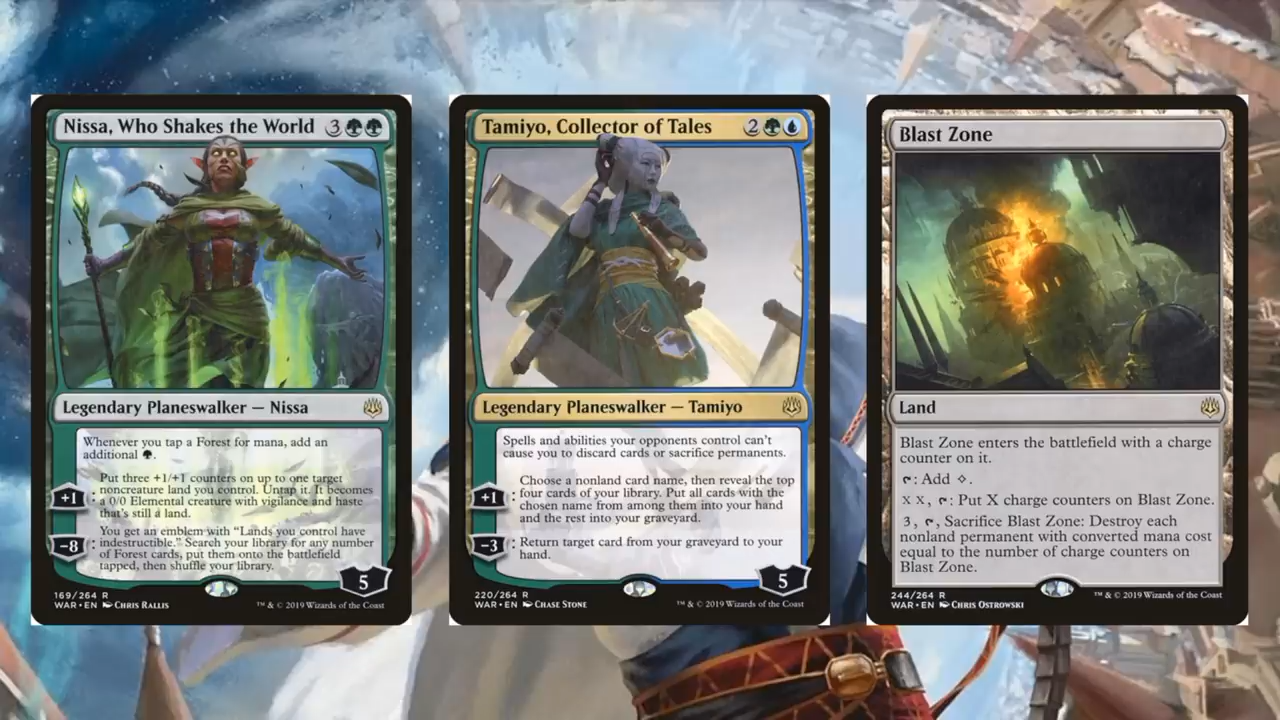 Nissa, Who Shakes the World 3
Legendary Planeswalker — Nissa
Whenever you tap a Forest for mana, add an
additional .
+1: Put three +1/+1 counters on up to one target
noncreature land you control. Untap it. It becomes
a 0/0 Elemental creature with vigilance and haste
that's still a land.
−8: You get an emblem with "Lands you control have
indestructible." Search your library for any number
of Forest cards, put them onto the battlefield
tapped, then shuffle your library.
5
169/264 R
WAR • EN Chris Rallis ™ & © 2019 Wizards of the Coast
Tamiyo, Collector of Tales 2
Legendary Planeswalker — Tamiyo
Spells and abilities your opponents control can't
cause you to discard cards or sacrifice permanents.
+1: Choose a nonland card name, then reveal the top
four cards of your library. Put all cards with the
chosen name from among them into your hand
and the rest into your graveyard.
−3: Return target card from your graveyard to your
hand.
5
220/264 R
WAR • EN Chase Stone ™ & © 2019 Wizards of the Coast
Blast Zone
Land
Blast Zone enters the battlefield with a charge
counter on it.
: Add .
X X, : Put X charge counters on Blast Zone.
3, , Sacrifice Blast Zone: Destroy each
nonland permanent with converted mana cost
equal to the number of charge counters on
Blast Zone.
244/264 R
WAR • EN Chris Ostrowski ™ & © 2019 Wizards of the Coast